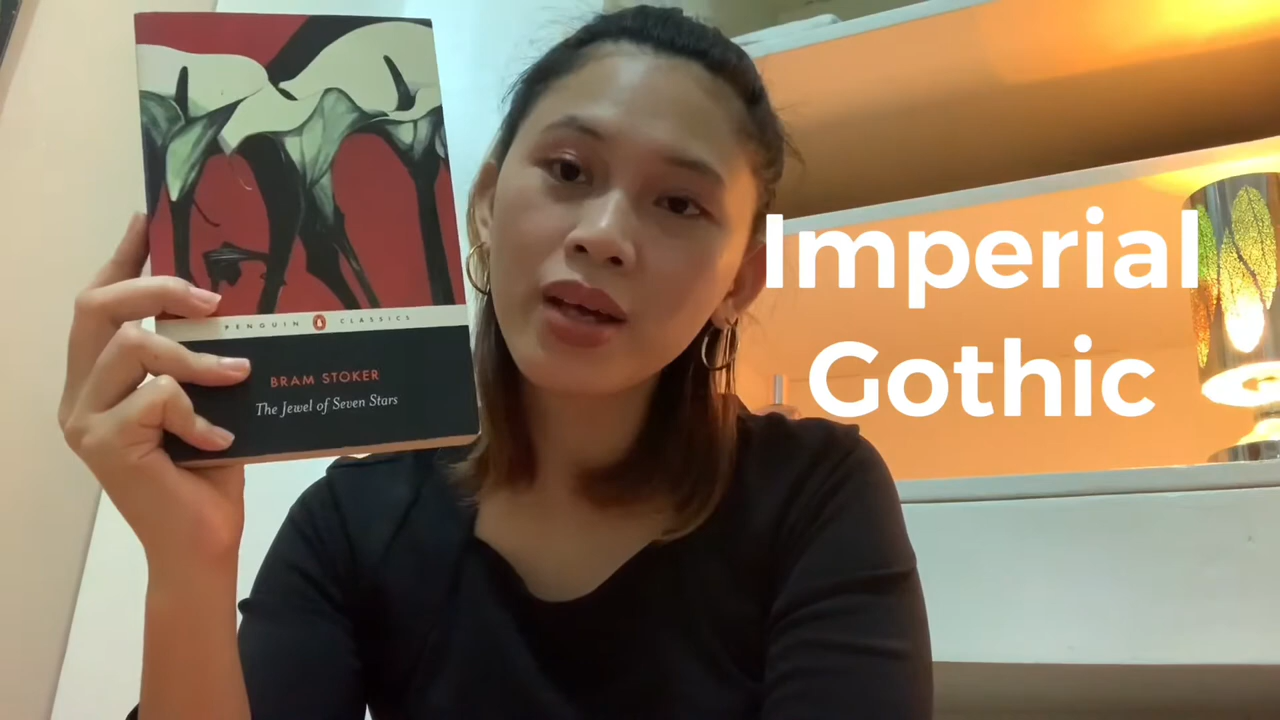 PENGUIN CLASSICS
BRAM STOKER
The Jewel of Seven Stars
Imperial
Gothic